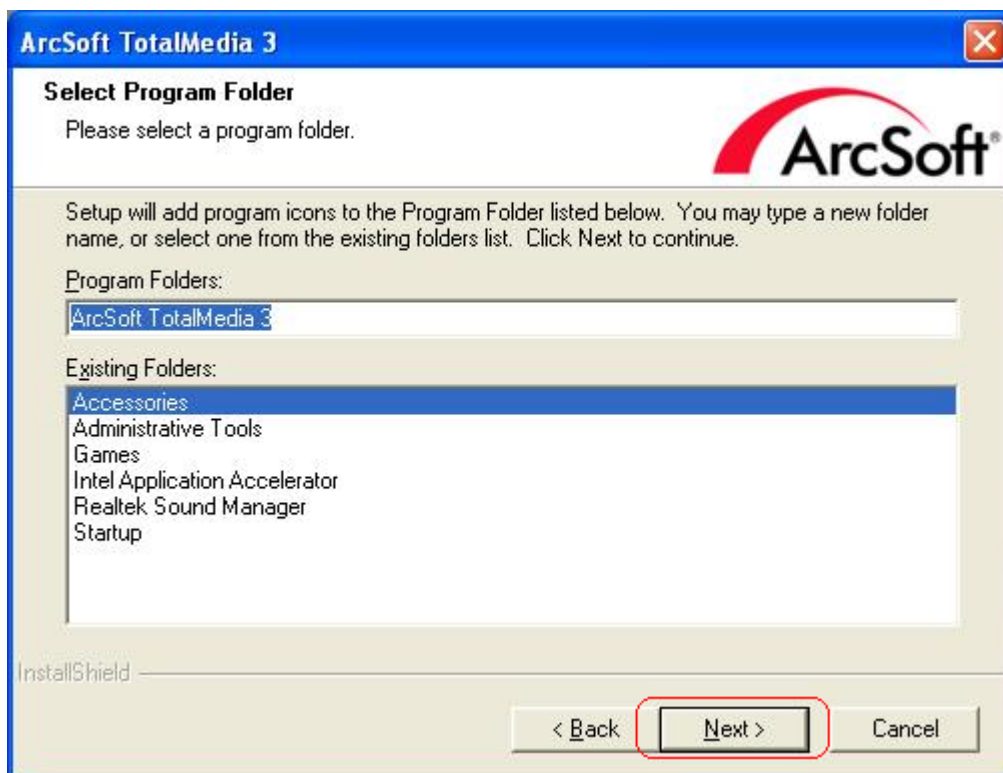 ArcSoft TotalMedia 3
Select Program Folder
Please select a program folder.
ArcSoft®
Setup will add program icons to the Program Folder listed below. You may type a new folder
name, or select one from the existing folders list. Click Next to continue.
Program Folders:
ArcSoft TotalMedia 3
Existing Folders:
Accessories
Administrative Tools
Games
Intel Application Accelerator
Realtek Sound Manager
Startup
InstallShield
< Back
Next >
Cancel